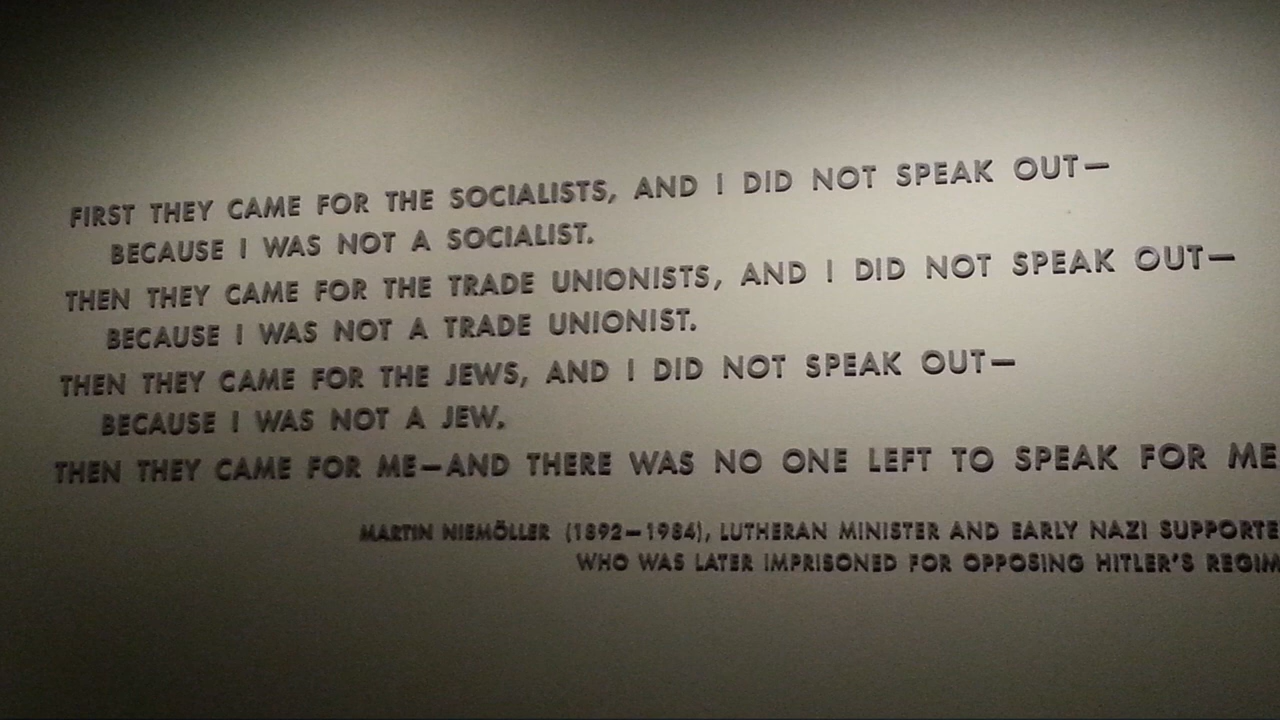 FIRST THEY CAME FOR THE SOCIALISTS, AND I DID NOT SPEAK OUT—
BECAUSE I WAS NOT A SOCIALIST.
THEN THEY CAME FOR THE TRADE UNIONISTS, AND I DID NOT SPEAK OUT—
BECAUSE I WAS NOT A TRADE UNIONIST.
THEN THEY CAME FOR THE JEWS, AND I DID NOT SPEAK OUT—
BECAUSE I WAS NOT A JEW.
THEN THEY CAME FOR ME—AND THERE WAS NO ONE LEFT TO SPEAK FOR ME
MARTIN NIEMÖLLER (1892–1984), LUTHERAN MINISTER AND EARLY NAZI SUPPORTE
WHO WAS LATER IMPRISONED FOR OPPOSING HITLER'S REGIM